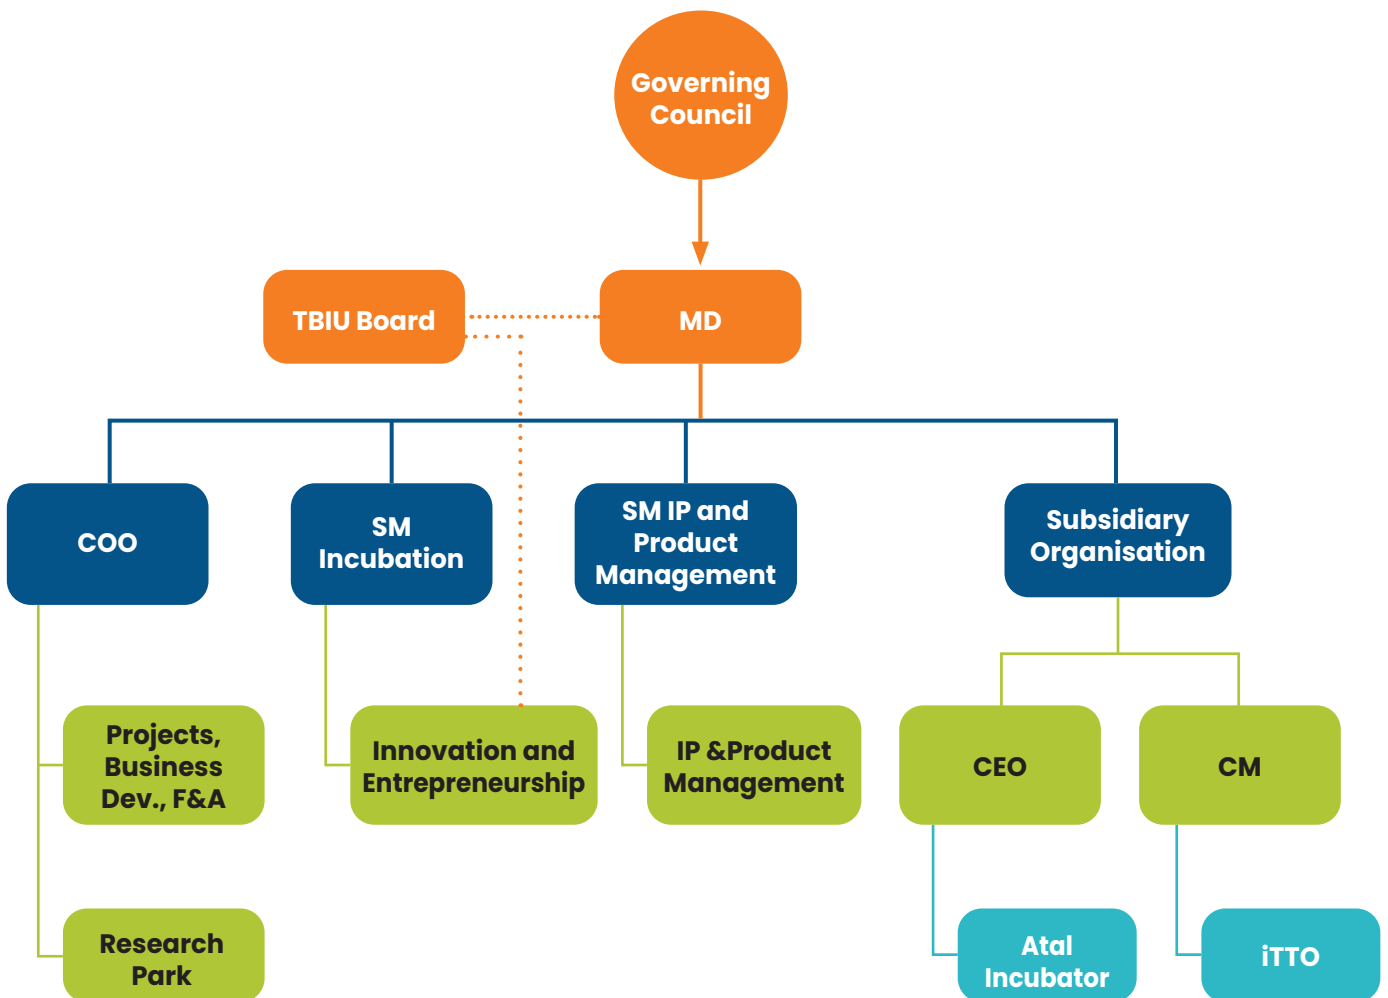 Governing
Council
TBIU Board
MD
COO
SM
Incubation
SM IP and
Product
Management
Subsidiary
Organisation
Projects,
Business
Dev., F&A
Innovation and
Entrepreneurship
IP &Product
Management
CEO
CM
Research
Park
Atal
Incubator
iTTO